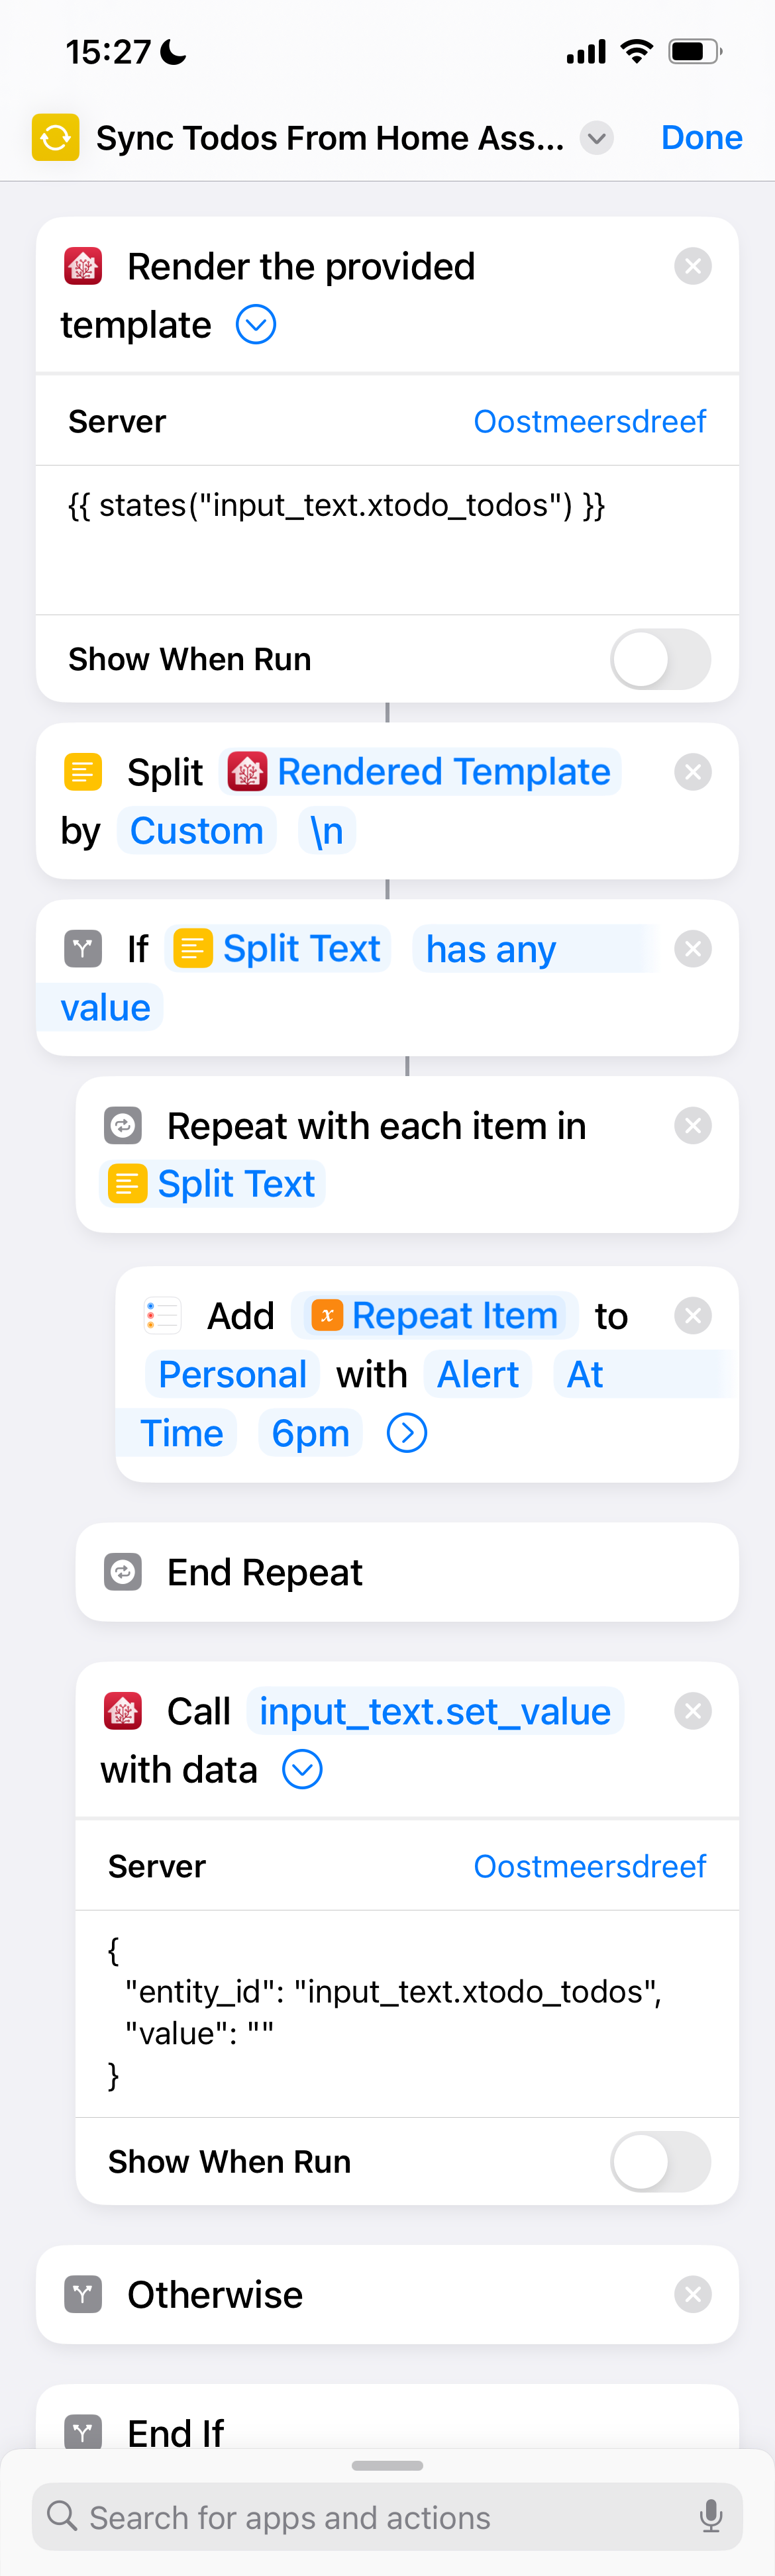 15:27
Sync Todos From Home Ass...
Done
Render the provided
template
Server
Oostmeersdreef
{{ states("input_text.xtodo_todos") }}
Show When Run
Split Rendered Template
by Custom \n
If Split Text has any
value
Repeat with each item in
Split Text
Add x Repeat Item to
Personal with Alert At
Time 6pm
End Repeat
Call input_text.set_value
with data
Server
Oostmeersdreef
{
"entity_id": "input_text.xtodo_todos",
"value": ""
}
Show When Run
Otherwise
End If
Search for apps and actions